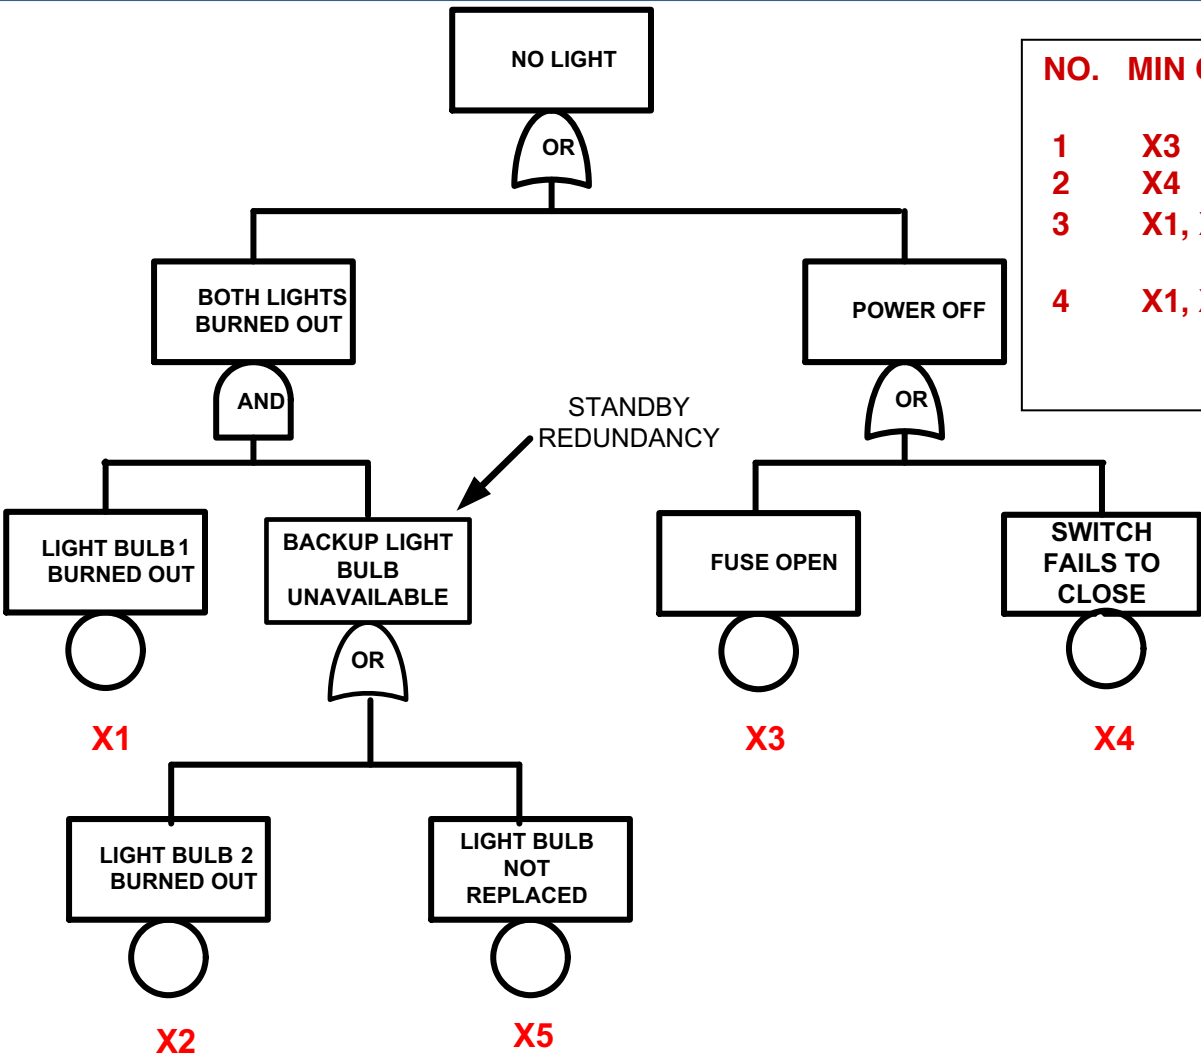 NO LIGHT
OR
NO. MIN
1 X3
2 X4
3 X1,
4 X1,
BOTH LIGHTS
BURNED OUT
POWER OFF
AND
OR
STANDBY
REDUNDANCY
LIGHT BULB 1
BURNED OUT
BACKUP LIGHT
BULB
UNAVAILABLE
FUSE OPEN
SWITCH
FAILS TO
CLOSE
OR
X1
X3
X4
LIGHT BULB 2
BURNED OUT
LIGHT BULB
NOT
REPLACED
X2
X5